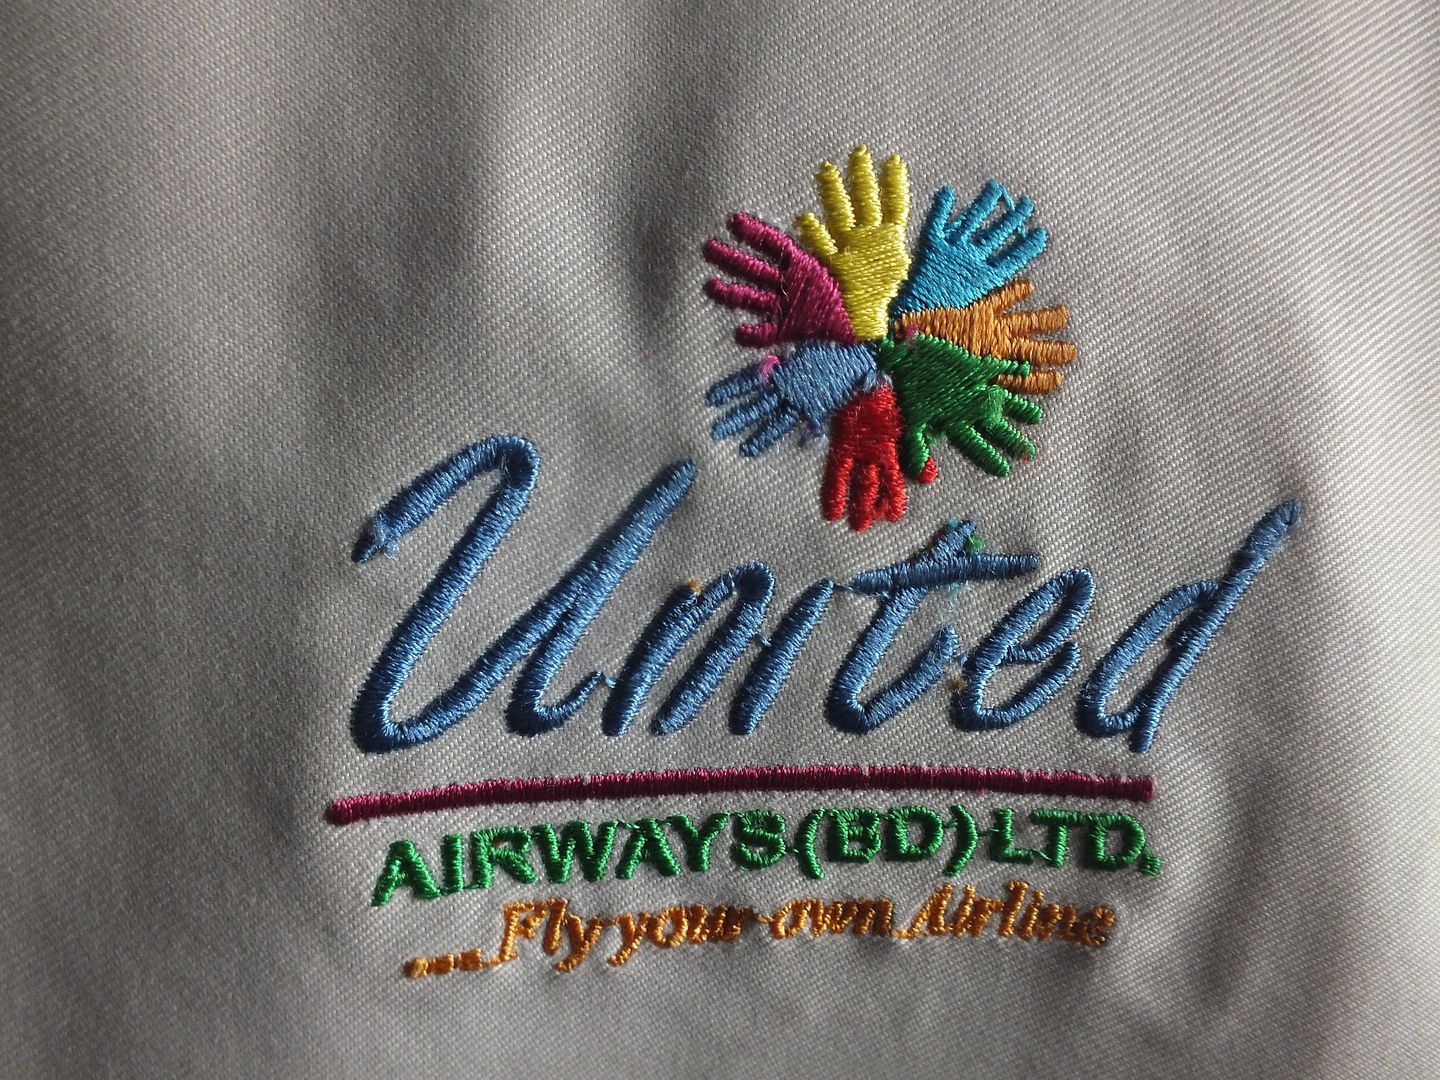 United
AIRWAYS (BD) LTD.
....Fly your own Airline